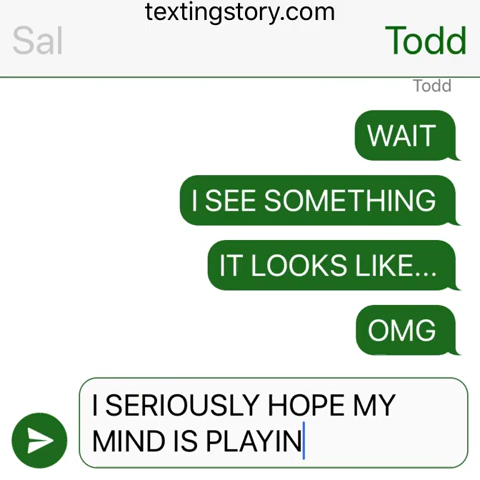 textingstory.com
Sal
Todd
Todd
WAIT
I SEE SOMETHING
IT LOOKS LIKE...
OMG
I SERIOUSLY HOPE MY
MIND IS PLAYIN